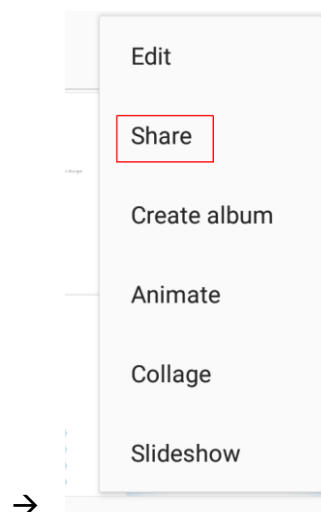 Edit
Share
Create album
Animate
Collage
Slideshow
→